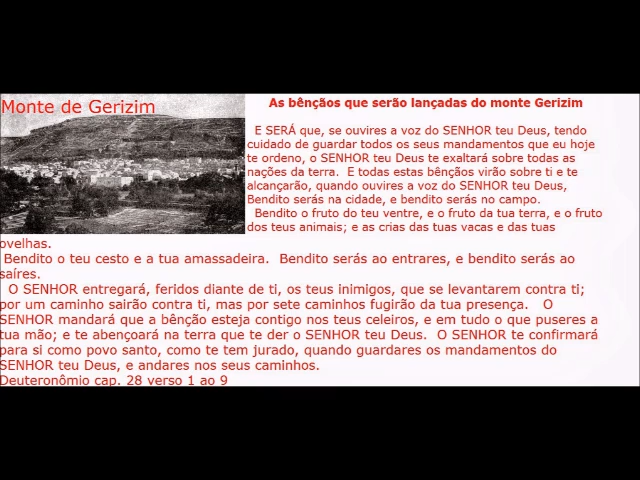 Monte de Gerizim
As bênçãos que serão lançadas do monte Gerizim
E SERÁ que, se ouvires a voz do SENHOR teu Deus, tendo
cuidado de guardar todos os seus mandamentos que eu hoje
te ordeno, o SENHOR teu Deus te exaltará sobre todas as
nações da terra.  E todas estas bênçãos virão sobre ti e te
alcançarão, quando ouvires a voz do SENHOR teu Deus,
Bendito serás na cidade, e bendito serás no campo.
Bendito o fruto do teu ventre, e o fruto da tua terra, e o fruto
dos teus animais; e as crias das tuas vacas e das tuas
ovelhas.
Bendito o teu cesto e a tua amassadeira.  Bendito serás ao entrares, e bendito serás ao
saíres.
O SENHOR entregará, feridos diante de ti, os teus inimigos, que se levantarem contra ti;
por um caminho sairão contra ti, mas por sete caminhos fugirão da tua presença.   O
SENHOR mandará que a bênção esteja contigo nos teus celeiros, e em tudo o que puseres a
tua mão; e te abençoará na terra que te der o SENHOR teu Deus.  O SENHOR te confirmará
para si como povo santo, como te tem jurado, quando guardares os mandamentos do
SENHOR teu Deus, e andares nos seus caminhos.
Deuteronômio cap. 28 verso 1 ao 9